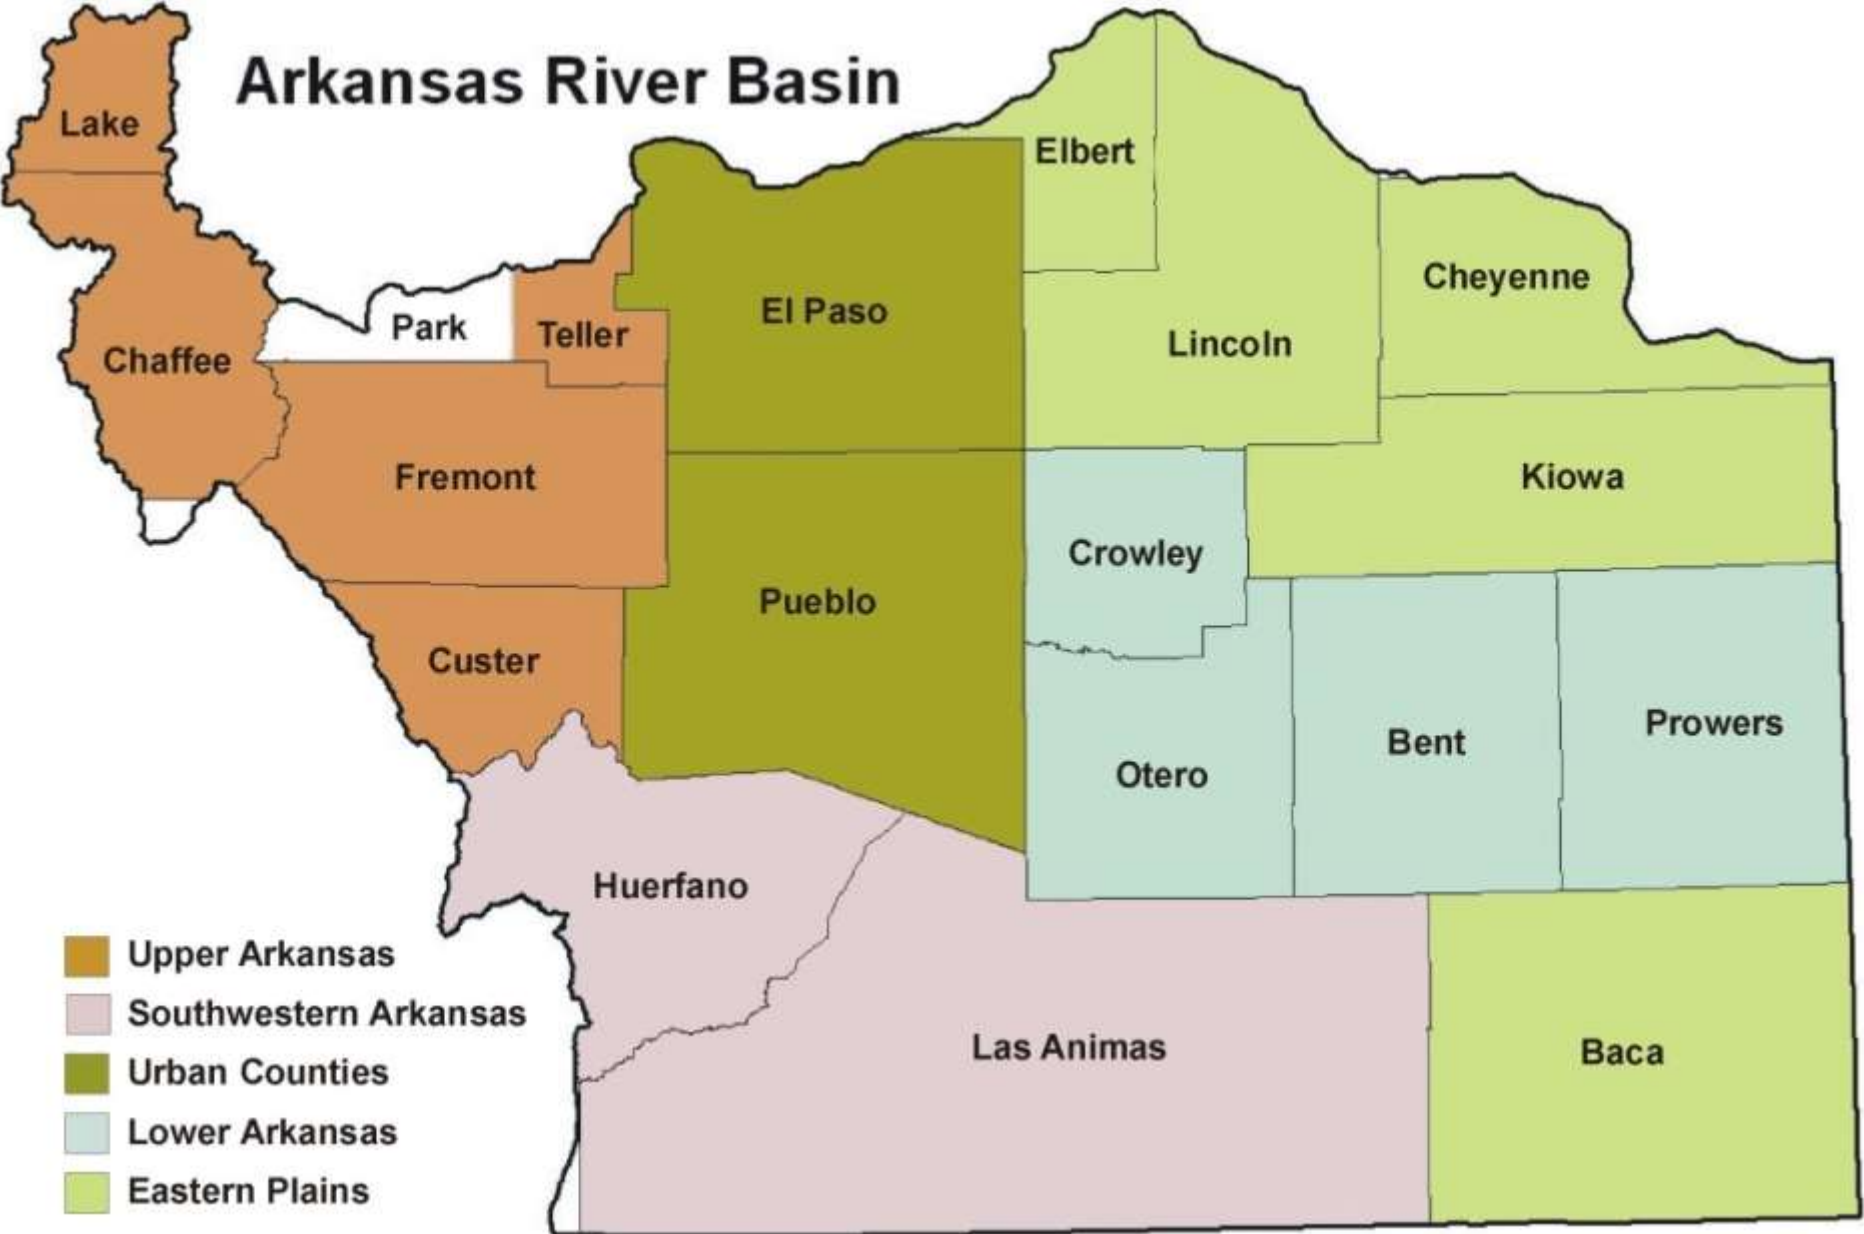 Arkansas River Basin
Lake
Elbert
Cheyenne
El Paso
Park
Teller
Lincoln
Chaffee
Fremont
Kiowa
Crowley
Pueblo
Custer
Prowers
Bent
Otero
Huerfano
Las Animas
Baca
Upper Arkansas
Southwestern Arkansas
Urban Counties
Lower Arkansas
Eastern Plains